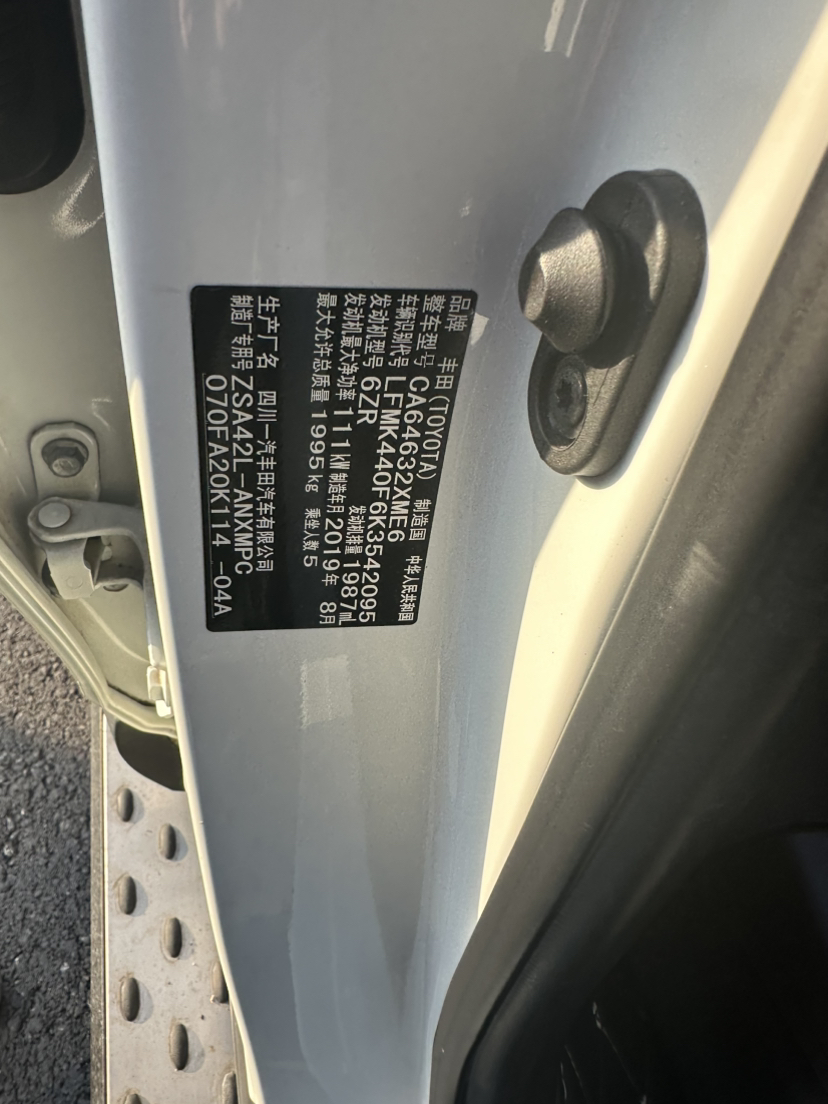 品牌 丰田(TOYOTA) 制造国 中华人民共和国
整车型号 CA64632XME6
车辆识别代号 LFMK440F6K3542095
发动机型号 6ZR 发动机排量 1987ml
发动机最大净功率 111kW 制造年月 2019年 8月
最大允许总质量 1995kg 乘坐人数 5
生产厂名 四川一汽丰田汽车有限公司
制造厂专用号 ZSA42L-ANXMPC
070FA20K114 -04A